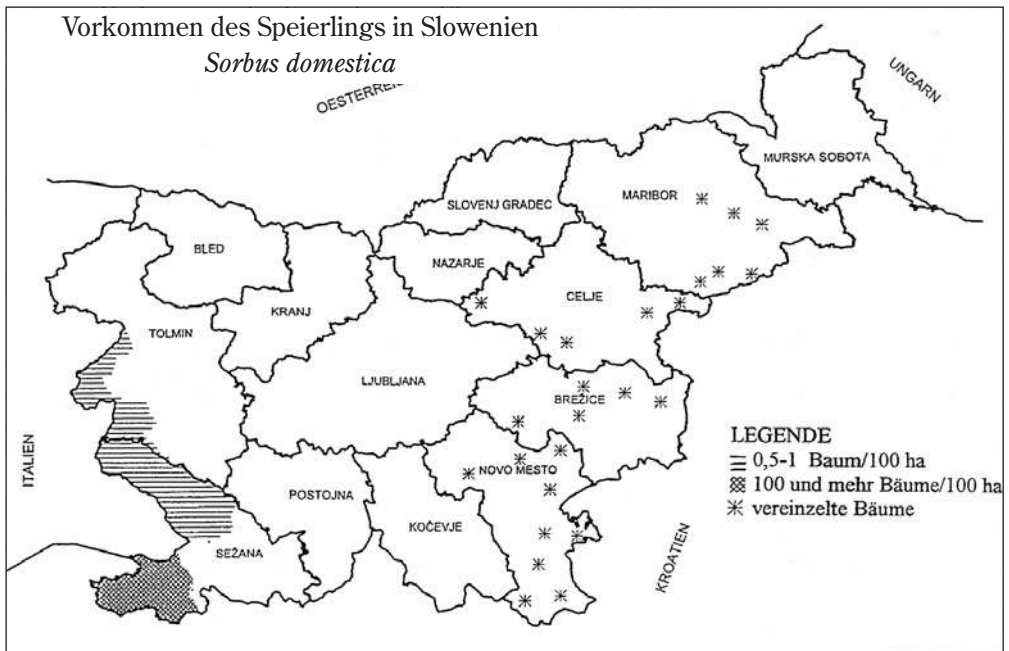 Vorkommen des Speierlings in Slowenien
Sorbus domestica
OESTERREI
UNGARN
MURSKA SOBOTA
MARIBOR
SLOVENJ GRADEC
BLED
NAZARJE
CELJE
KRANJ
TOLMIN
LJUBLJANA
BREŽICE
ITALIEN
LEGENDE
0,5-1 Baum/100 ha
NOVO MESTO
100 und mehr Bäume/100 ha
POSTOJNA
vereinzelte Bäume
KOČEVJE
SEŽANA
KROATIEN